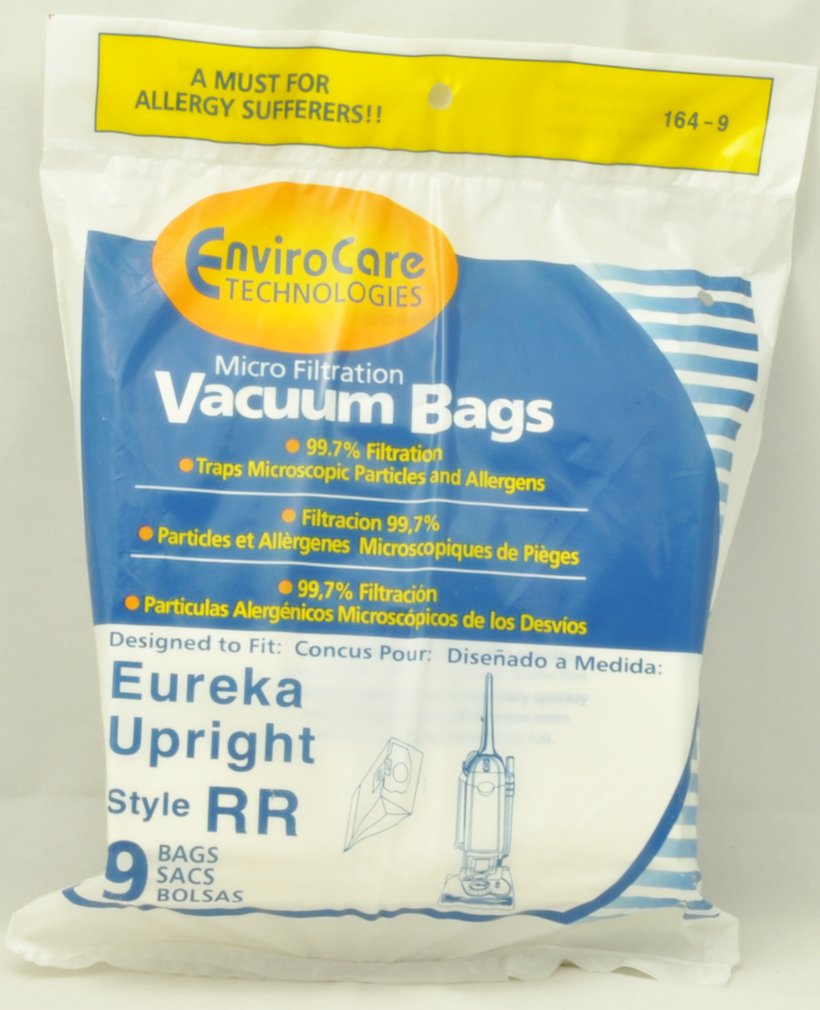 A MUST FOR
ALLERGY SUFFERERS!!
164-9
EnviroCare
TECHNOLOGIES
Micro Filtration
Vacuum Bags
99.7% Filtration
Traps Microscopic Particles and Allergens
Filtracion 99,7%
Particles et Allèrgenes Microscopiques de Pièges
99,7% Filtración
Particulas Alergénicos Microscópicos de los Desvíos
Designed to Fit: Concus Pour: Diseñado a Medida:
Eureka
Upright
Style RR
9 BAGS
SACS
BOLSAS